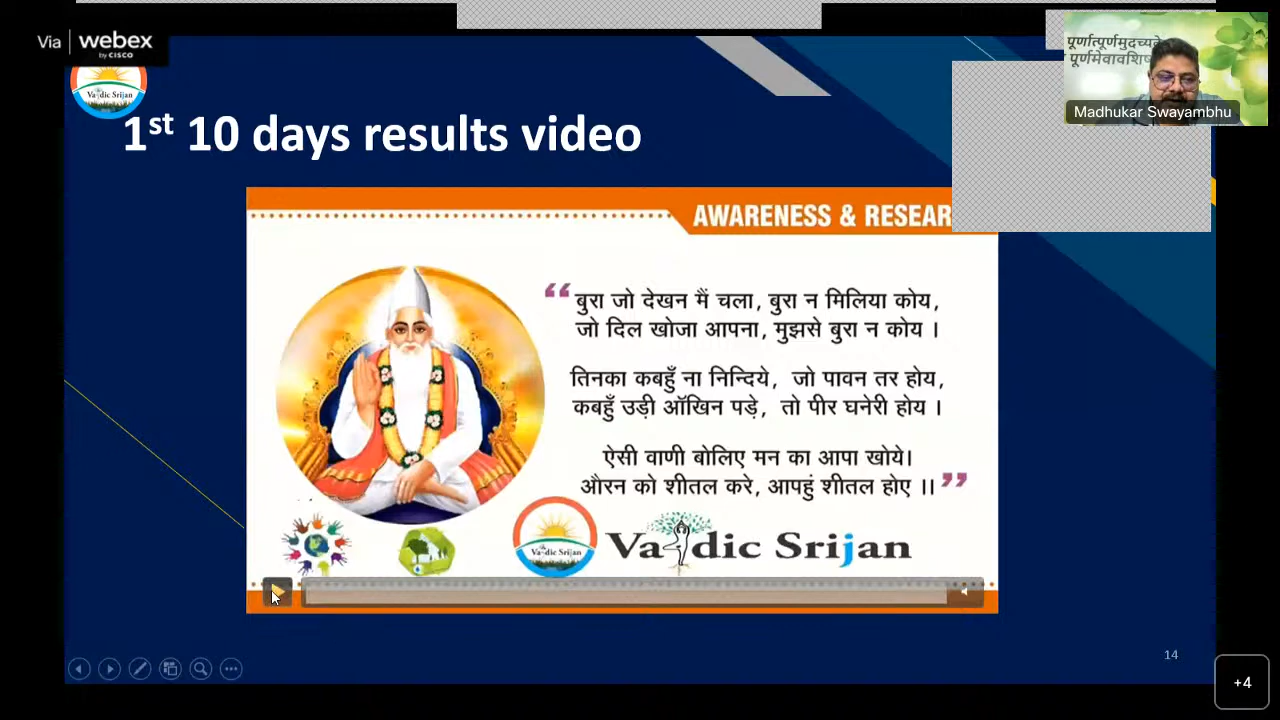 Via webex
by CISCO
पूर्णात्पूर्णमुदच्यते
Madhukar Swayambhu
Vaidic Srijan
1st 10 days results video
AWARENESS & RESEAR
“ बुरा जो देखन मैं चला, बुरा न मिलिया कोय,
जो दिल खोजा आपना, मुझसे बुरा न कोय ।
तिनका कबहुँ ना निन्दिये, जो पावन तर होय,
कबहुँ उड़ी ऑखिन पड़े, तो पीर घनेरी होय ।
ऐसी वाणी बोलिए मन का आपा खोये।
औरन को शीतल करे, आपहुं शीतल होए ।। ”
Vaidic Srijan
Vaidic Srijan
14
+4